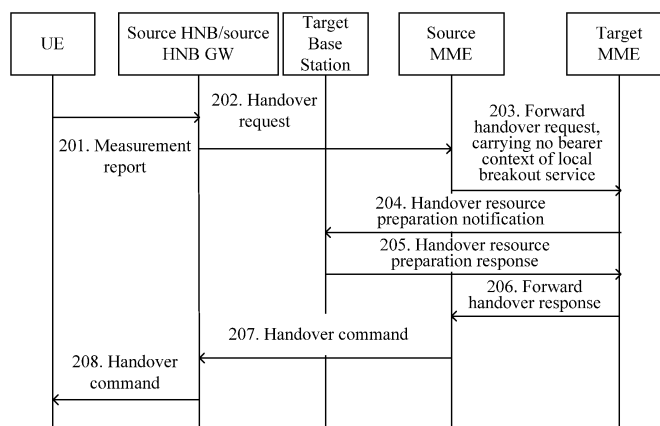 UE
Source HNB/source
HNB GW
Target
Base
Station
Source
MME
Target
MME
201. Measurement
report
202. Handover
request
203. Forward
handover request,
carrying no bearer
context of local
breakout service
204. Handover resource
preparation notification
205. Handover resource
preparation response
206. Forward
handover response
207. Handover command
208. Handover
command